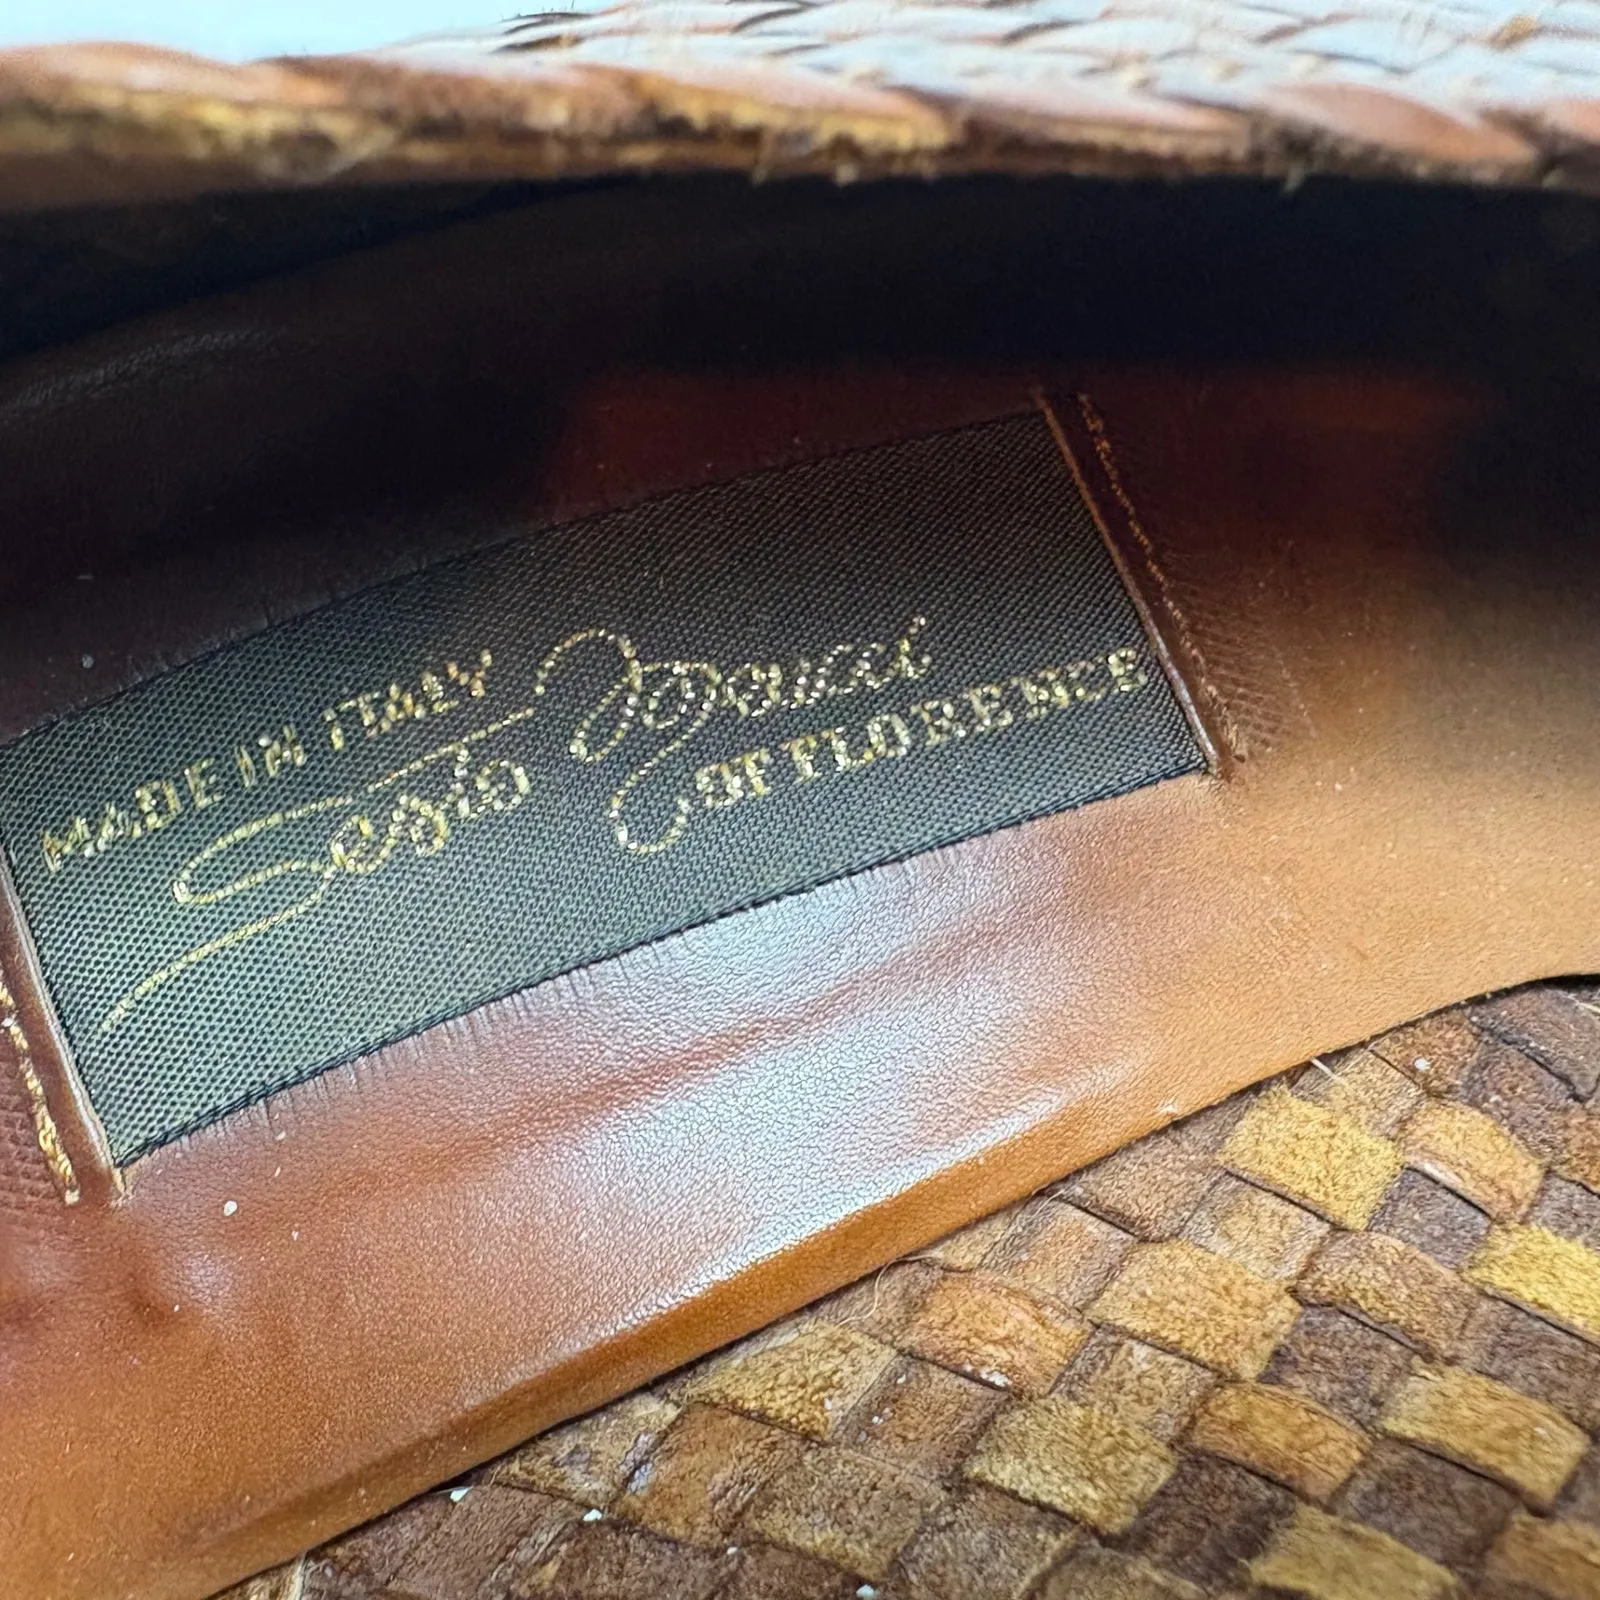 MADE IN ITALY
Sesto Meucci
OF FLORENCE